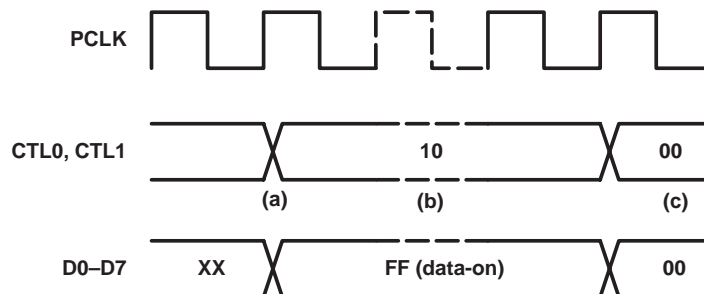 PCLK
CTL0, CTL1 10 00
(a) (b) (c)
D0–D7 XX FF (data-on) 00